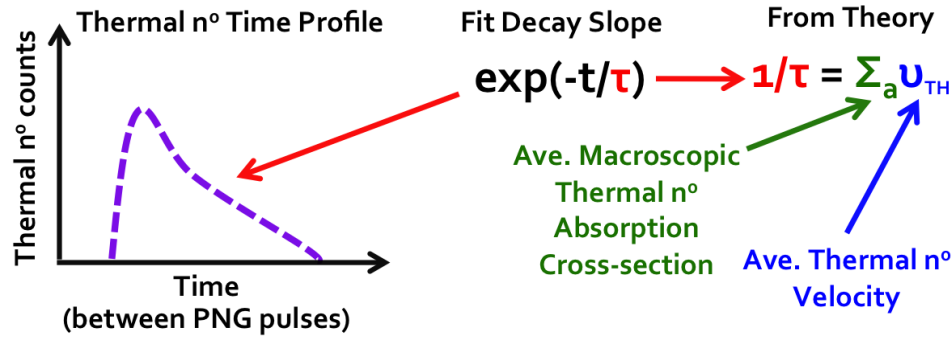 Thermal nº Time Profile
Thermal nº counts
Time
(between PNG pulses)
Fit Decay Slope
exp(-t/τ)
From Theory
1/τ = Σₐυ_TH
Ave. Macroscopic
Thermal nº
Absorption
Cross-section
Ave. Thermal nº
Velocity